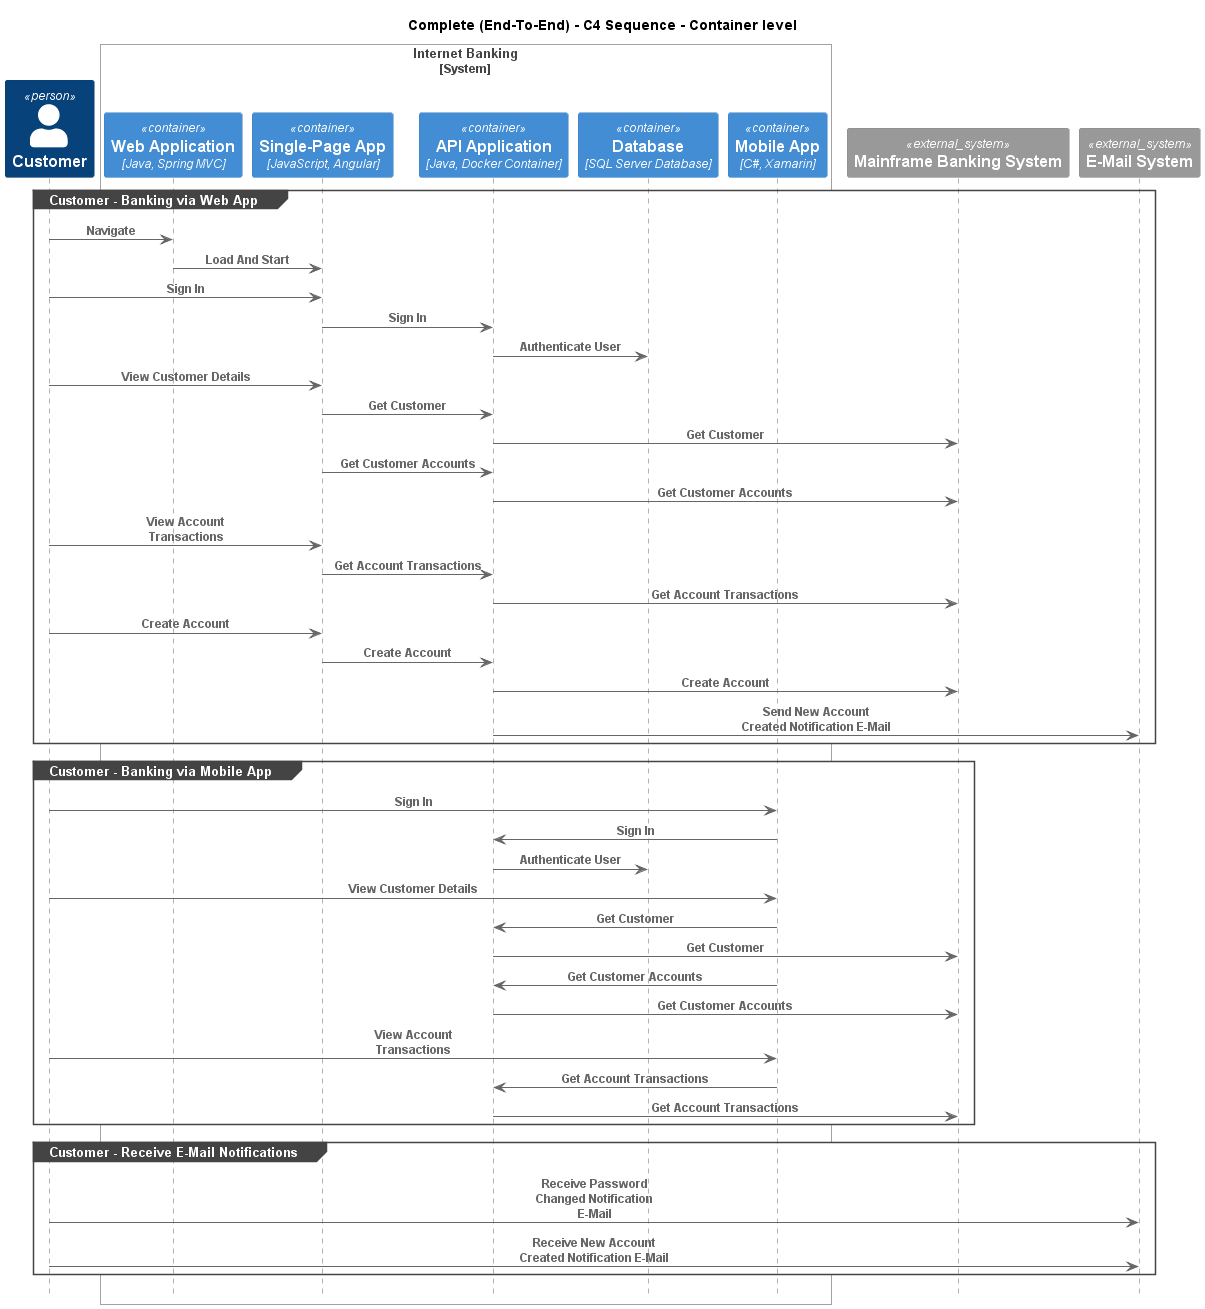 Complete (End-To-End) - C4 Sequence - Container level
Internet Banking
[System]
«person»
Customer
«container»
Web Application
[Java, Spring MVC]
«container»
Single-Page App
[JavaScript, Angular]
«container»
API Application
[Java, Docker Container]
«container»
Database
[SQL Server Database]
«container»
Mobile App
[C#, Xamarin]
«external_system»
Mainframe Banking System
«external_system»
E-Mail System
Customer - Banking via Web App
Navigate
Load And Start
Sign In
Sign In
Authenticate User
View Customer Details
Get Customer
Get Customer
Get Customer Accounts
Get Customer Accounts
View Account
Transactions
Get Account Transactions
Get Account Transactions
Create Account
Create Account
Create Account
Send New Account
Created Notification E-Mail
Customer - Banking via Mobile App
Sign In
Sign In
Authenticate User
View Customer Details
Get Customer
Get Customer
Get Customer Accounts
Get Customer Accounts
View Account
Transactions
Get Account Transactions
Get Account Transactions
Customer - Receive E-Mail Notifications
Receive Password
Changed Notification
E-Mail
Receive New Account
Created Notification E-Mail